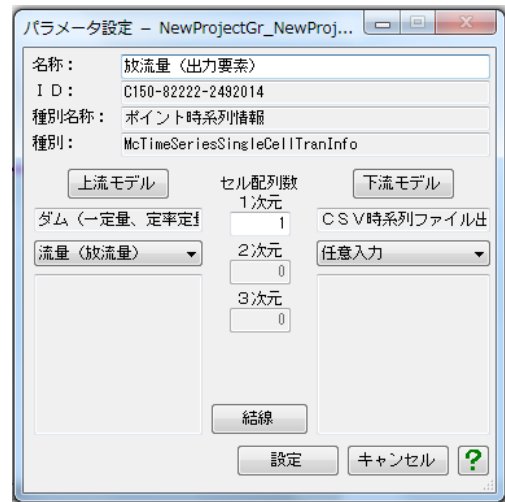 パラメータ設定 – NewProjectGr_NewProj...
名称： 放流量（出力要素）
ＩＤ： C150-82222-2492014
種別名称： ポイント時系列情報
種別： McTimeSeriesSingleCellTranInfo
上流モデル セル配列数 下流モデル
1次元
ダム（一定量、定率定 1 ＣＳＶ時系列ファイル出
流量（放流量） 2次元 任意入力
0
3次元
0
結線
設定 キャンセル ?